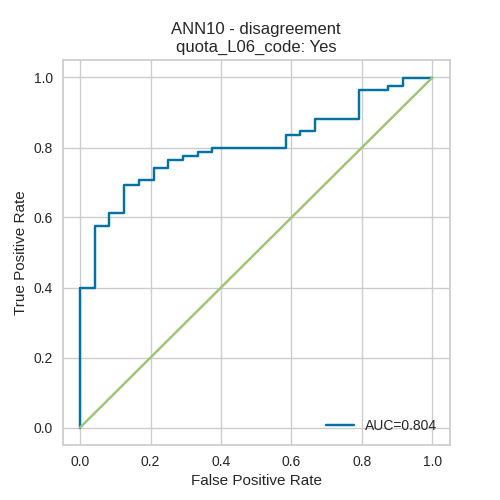 ANN10 - disagreement
quota_L06_code: Yes
True Positive Rate
1.0
0.8
0.6
0.4
0.2
0.0
AUC=0.804
0.0 0.2 0.4 0.6 0.8 1.0
False Positive Rate